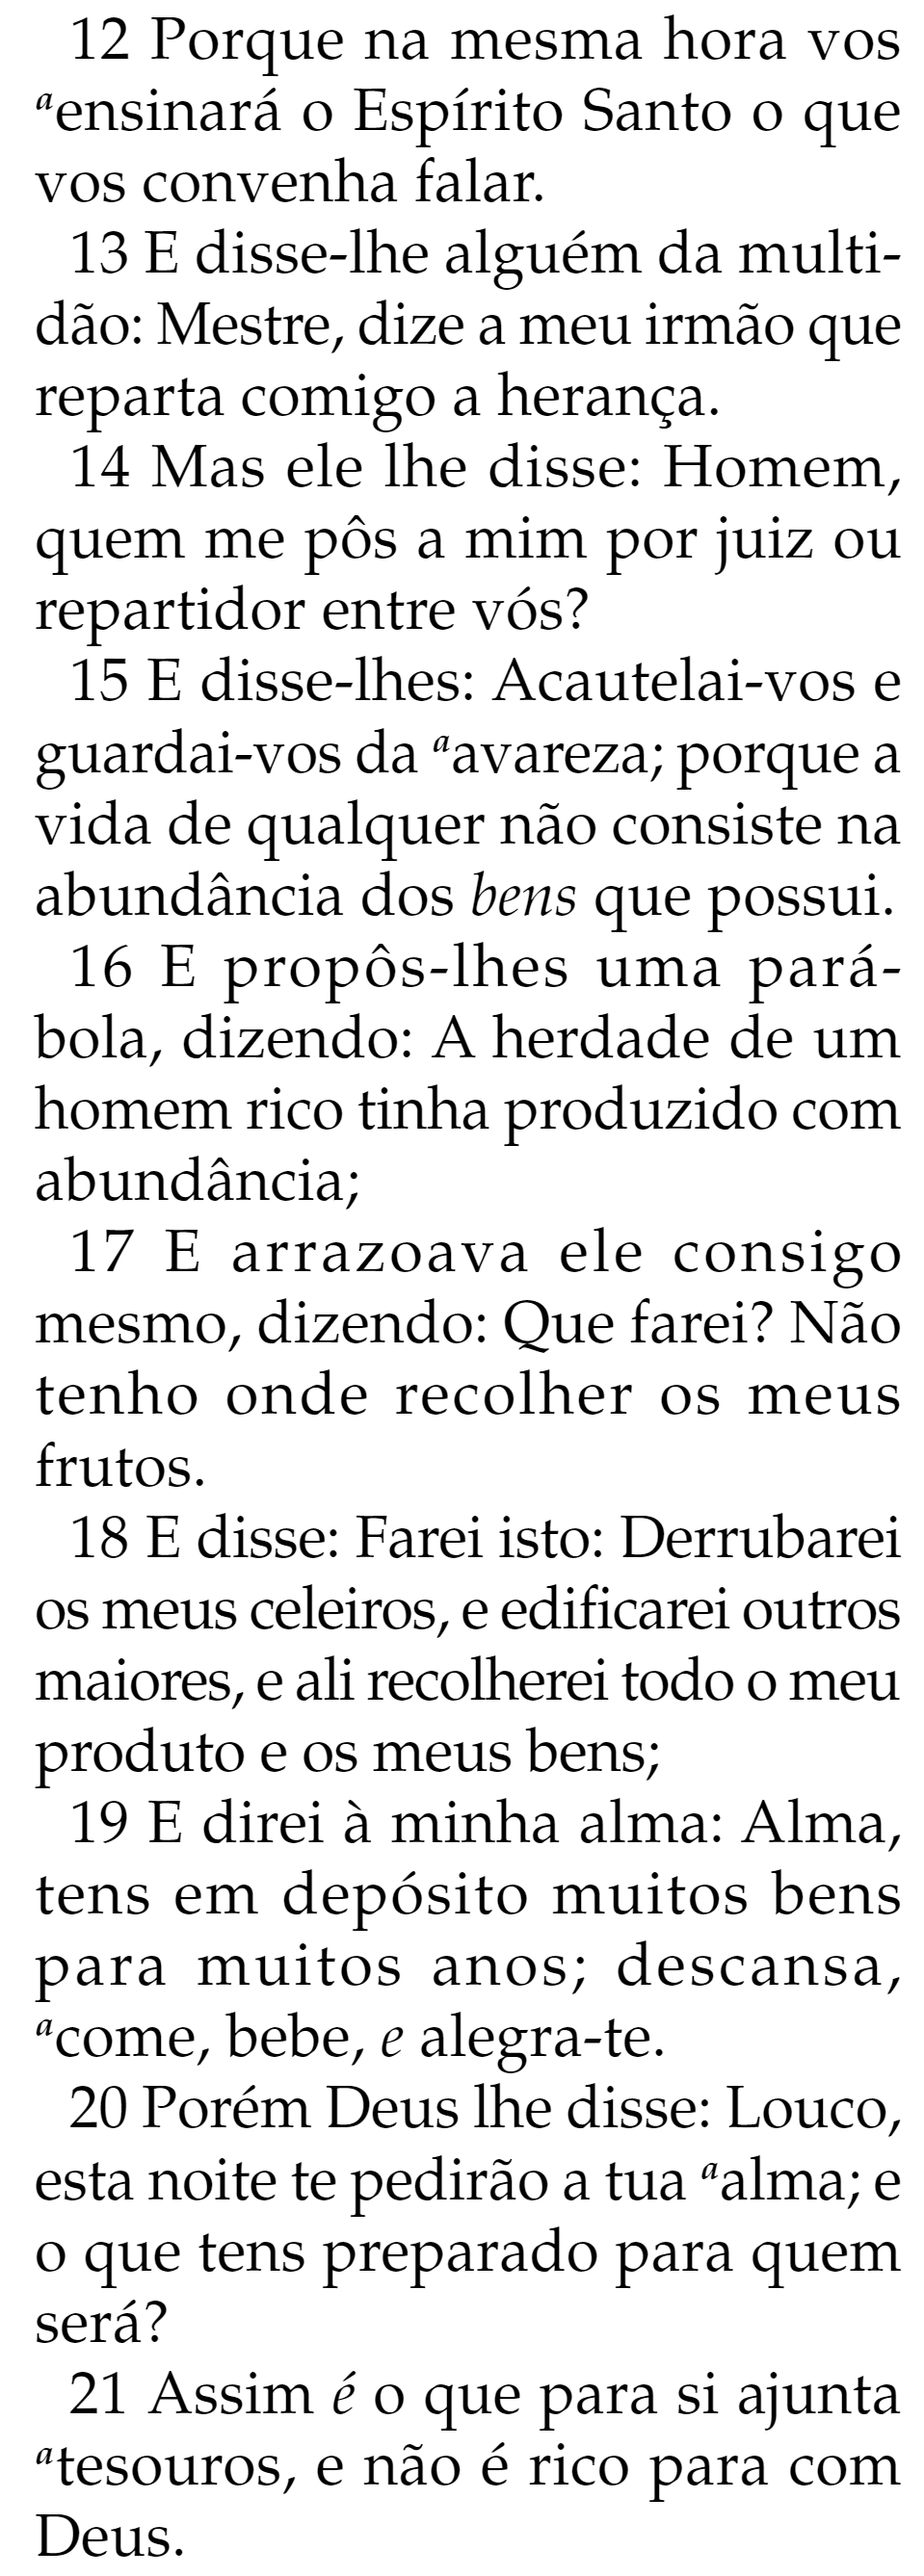 12 Porque na mesma hora vos
ᵃensinará o Espírito Santo o que
vos convenha falar.
13 E disse-lhe alguém da multi-
dão: Mestre, dize a meu irmão que
reparta comigo a herança.
14 Mas ele lhe disse: Homem,
quem me pôs a mim por juiz ou
repartidor entre vós?
15 E disse-lhes: Acautelai-vos e
guardai-vos da ᵃavareza; porque a
vida de qualquer não consiste na
abundância dos bens que possui.
16 E propôs-lhes uma pará-
bola, dizendo: A herdade de um
homem rico tinha produzido com
abundância;
17 E arrazoava ele consigo
mesmo, dizendo: Que farei? Não
tenho onde recolher os meus
frutos.
18 E disse: Farei isto: Derrubarei
os meus celeiros, e edificarei outros
maiores, e ali recolherei todo o meu
produto e os meus bens;
19 E direi à minha alma: Alma,
tens em depósito muitos bens
para muitos anos; descansa,
ᵃcome, bebe, e alegra-te.
20 Porém Deus lhe disse: Louco,
esta noite te pedirão a tua ᵃalma; e
o que tens preparado para quem
será?
21 Assim é o que para si ajunta
ᵃtesouros, e não é rico para com
Deus.